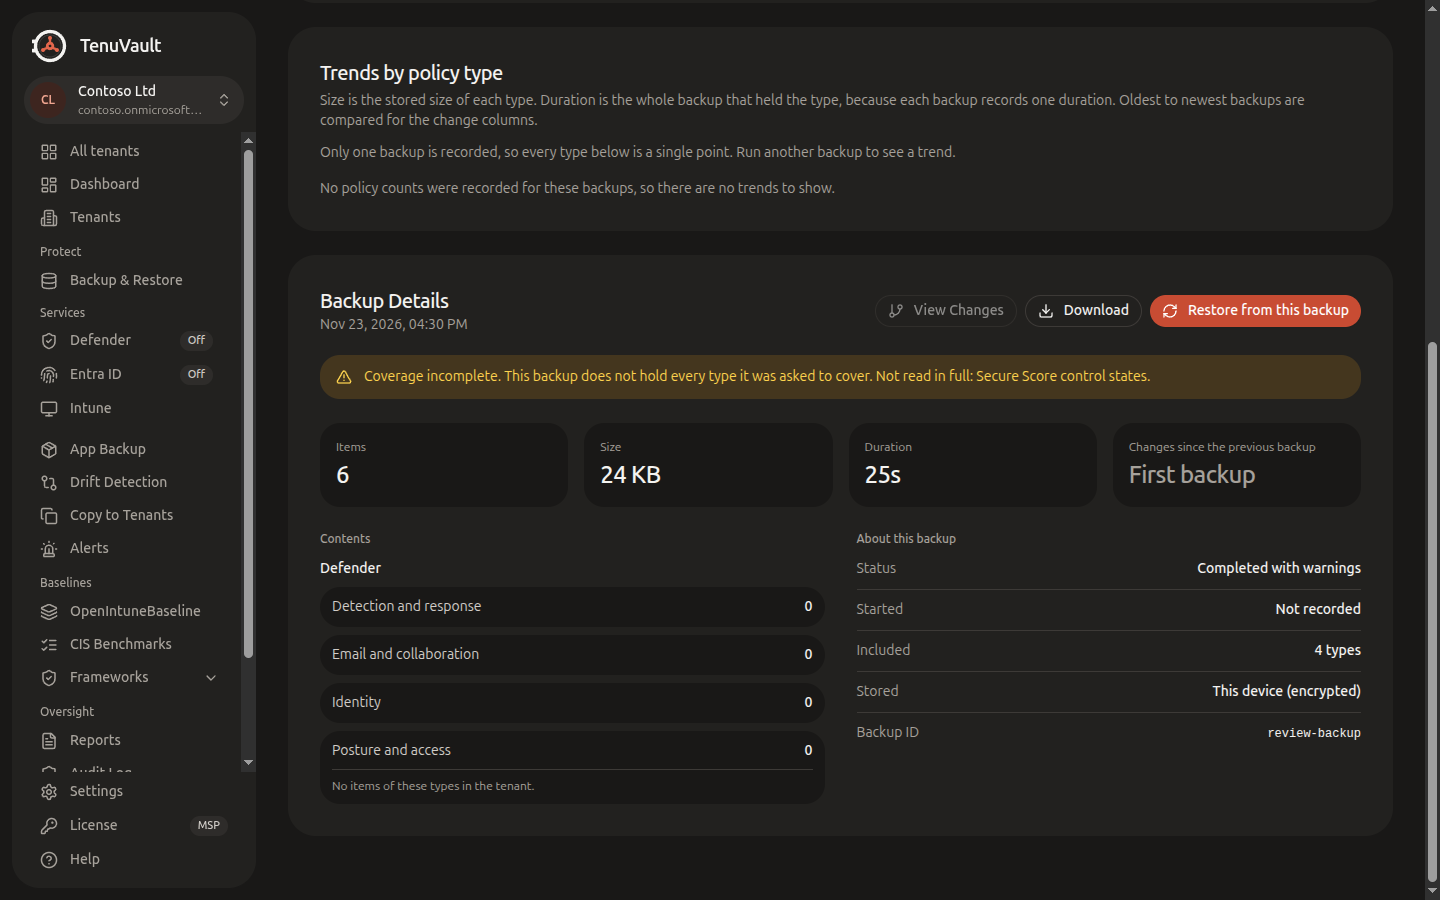 TenuVault
CL
Contoso Ltd
contoso.onmicrosoft...
All tenants
Dashboard
Tenants
Protect
Backup & Restore
Services
Defender
Off
Entra ID
Off
Intune
App Backup
Drift Detection
Copy to Tenants
Alerts
Baselines
OpenIntuneBaseline
CIS Benchmarks
Frameworks
Oversight
Reports
Audit Log
Settings
License
MSP
Help
Trends by policy type
Size is the stored size of each type. Duration is the whole backup that held the type, because each backup records one duration. Oldest to newest backups are
compared for the change columns.
Only one backup is recorded, so every type below is a single point. Run another backup to see a trend.
No policy counts were recorded for these backups, so there are no trends to show.
Backup Details
Nov 23, 2026, 04:30 PM
View Changes
Download
Restore from this backup
Coverage incomplete. This backup does not hold every type it was asked to cover. Not read in full: Secure Score control states.
Items
6
Size
24 KB
Duration
25s
Changes since the previous backup
First backup
Contents
Defender
Detection and response 0
Email and collaboration 0
Identity 0
Posture and access 0
No items of these types in the tenant.
About this backup
Status Completed with warnings
Started Not recorded
Included 4 types
Stored This device (encrypted)
Backup ID review-backup